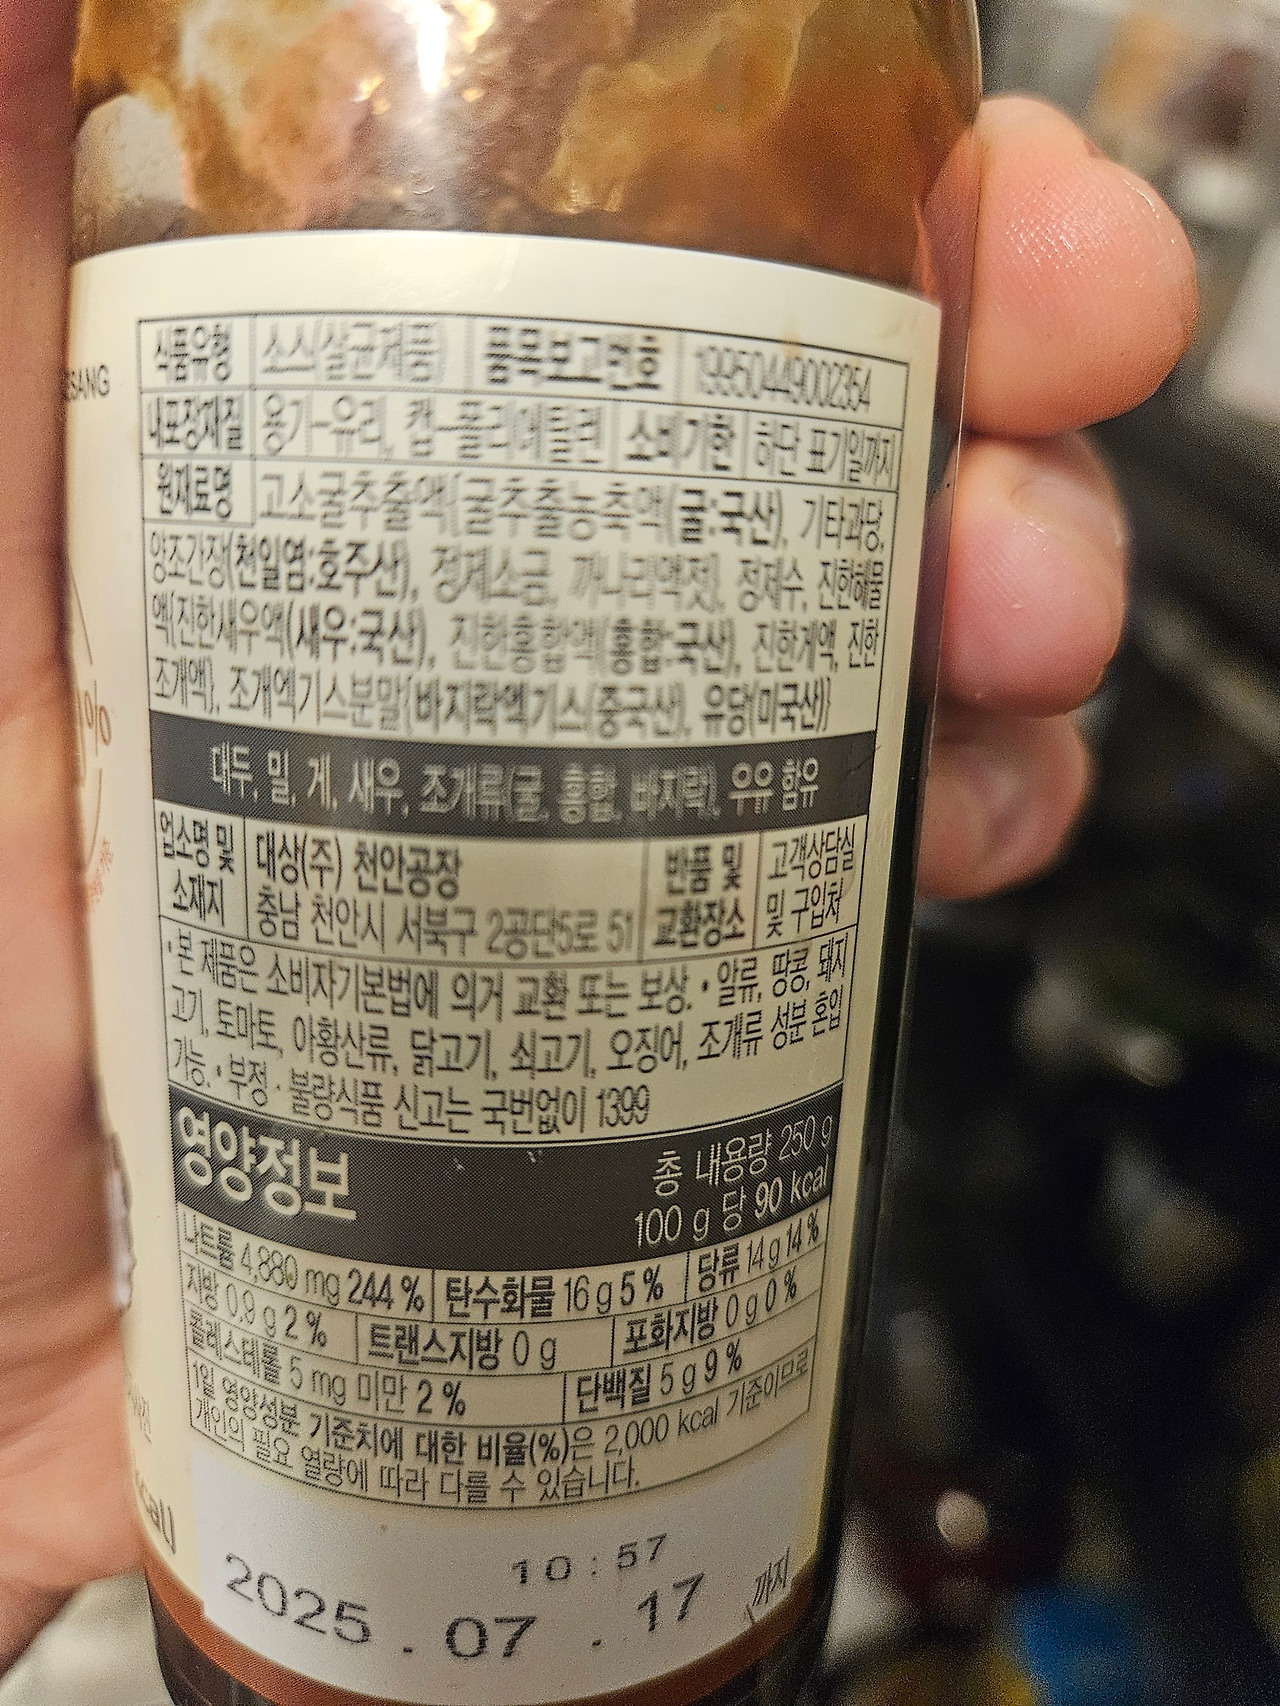 SANG
식품유형 소스(살균제품) 품목보고번호 19950449002354
내포장재질 용기-유리, 캡-폴리에틸렌 소비기한 하단 표기일까지
원재료명 고소굴추출액{굴추출농축액(굴:국산), 기타과당,
양조간장(천일염:호주산), 정제소금, 까나리액젓}, 정제수, 진한해물
액{진한새우액(새우:국산), 진한홍합액(홍합:국산), 진한게액, 진한
조개액}, 조개엑기스분말{바지락엑기스(중국산), 유당(미국산)}
대두, 밀, 게, 새우, 조개류(굴, 홍합, 바지락), 우유 함유
업소명 및 소재지 대상(주) 천안공장 반품 및 교환장소 고객상담실 및 구입처
충남 천안시 서북구 2공단5로 51
•본 제품은 소비자기본법에 의거 교환 또는 보상. •알류, 땅콩, 돼지
고기, 토마토, 아황산류, 닭고기, 쇠고기, 오징어, 조개류 성분 혼입
가능. •부정·불량식품 신고는 국번없이 1399
영양정보 총 내용량 250 g
100 g 당 90 kcal
나트륨 4,880 mg 244 % 탄수화물 16 g 5 % 당류 14 g 14 %
지방 0.9 g 2 % 트랜스지방 0 g 포화지방 0 g 0 %
콜레스테롤 5 mg 미만 2 % 단백질 5 g 9 %
1일 영양성분 기준치에 대한 비율(%)은 2,000 kcal 기준이므로
개인의 필요 열량에 따라 다를 수 있습니다.
kcal)
10:57
2025.07.17 까지